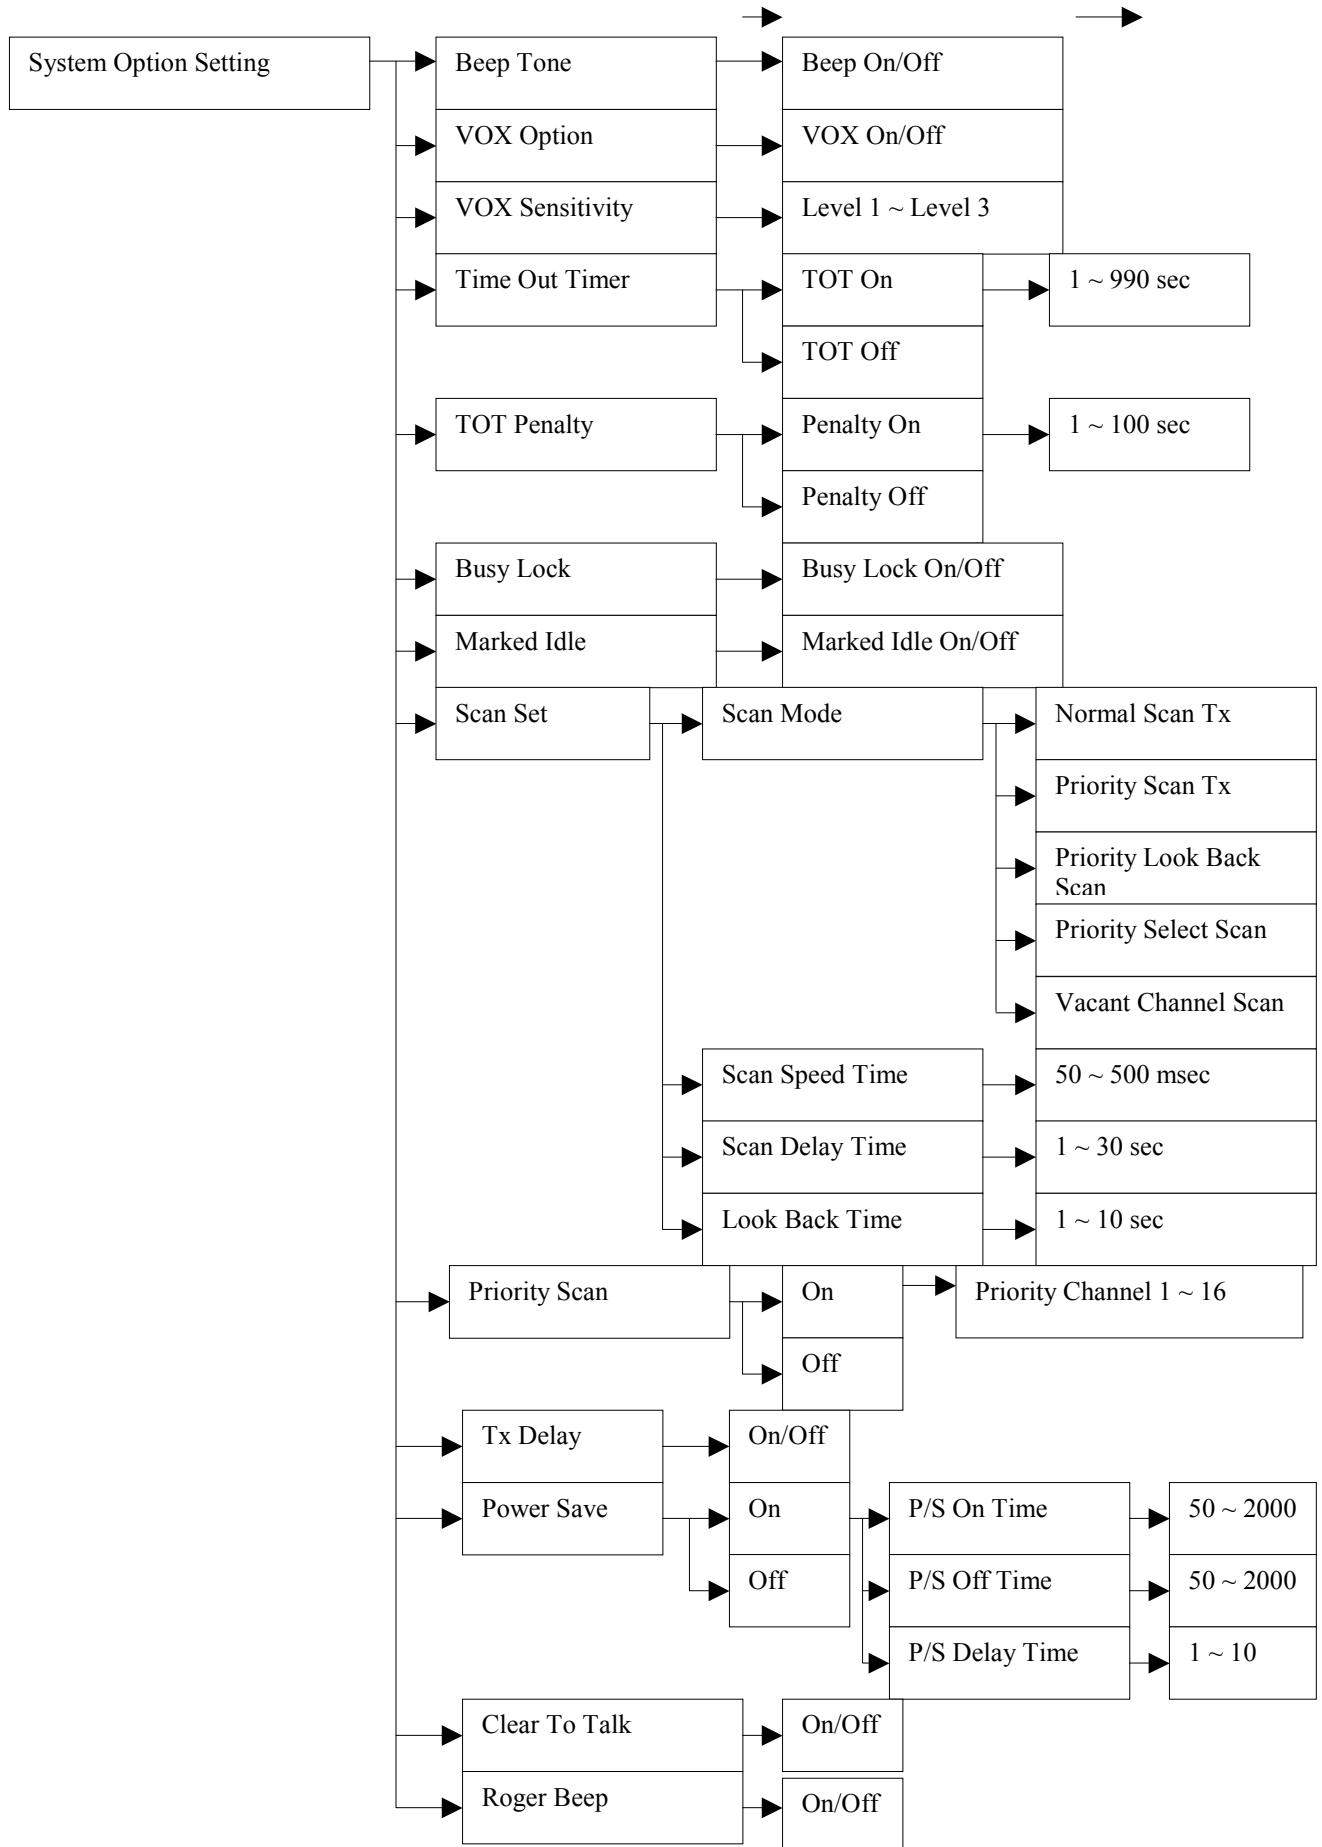 System Option Setting
Beep Tone
Beep On/Off
VOX Option
VOX On/Off
VOX Sensitivity
Level 1 ~ Level 3
Time Out Timer
TOT On
1 ~ 990 sec
TOT Off
TOT Penalty
Penalty On
1 ~ 100 sec
Penalty Off
Busy Lock
Busy Lock On/Off
Marked Idle
Marked Idle On/Off
Scan Set
Scan Mode
Normal Scan Tx
Priority Scan Tx
Priority Look Back
Scan
Priority Select Scan
Vacant Channel Scan
Scan Speed Time
50 ~ 500 msec
Scan Delay Time
1 ~ 30 sec
Look Back Time
1 ~ 10 sec
Priority Scan
On
Priority Channel 1 ~ 16
Off
Tx Delay
On/Off
Power Save
On
P/S On Time
50 ~ 2000
Off
P/S Off Time
50 ~ 2000
P/S Delay Time
1 ~ 10
Clear To Talk
On/Off
Roger Beep
On/Off